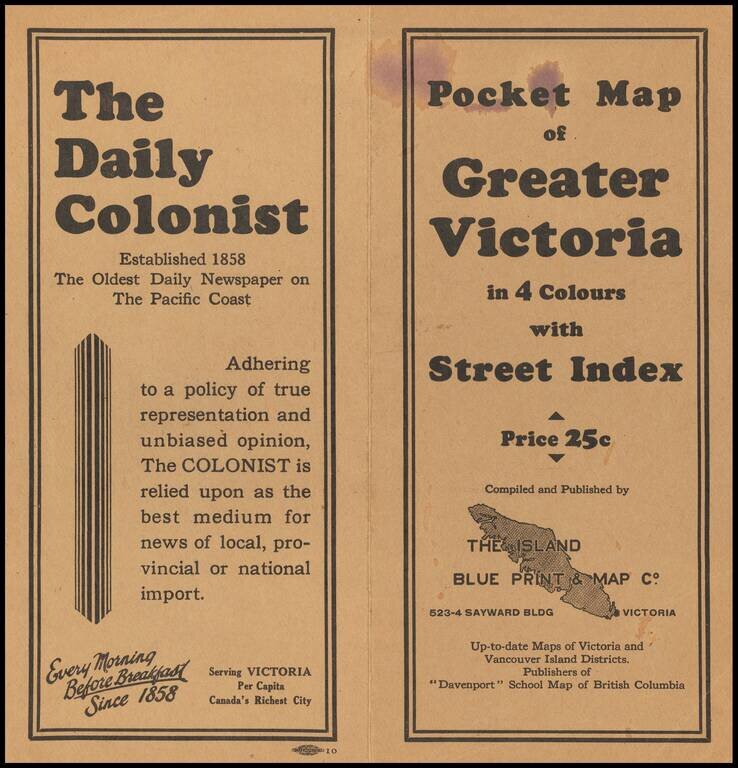 The
Daily
Colonist
Established 1858
The Oldest Daily Newspaper on
The Pacific Coast
Adhering
to a policy of true
representation and
unbiased opinion,
The COLONIST is
relied upon as the
best medium for
news of local, pro-
vincial or national
import.
Every Morning
Before Breakfast
Since 1858
Serving VICTORIA
Per Capita
Canada's Richest City
10
Pocket Map
of
Greater
Victoria
in 4 Colours
with
Street Index
Price 25c
Compiled and Published by
THE ISLAND
BLUE PRINT & MAP Co.
523-4 SAYWARD BLDG VICTORIA
Up-to-date Maps of Victoria and
Vancouver Island Districts.
Publishers of
"Davenport" School Map of British Columbia